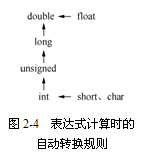 double ← float
long
unsigned
int ← short、char
图 2-4 表达式计算时的
自动转换规则